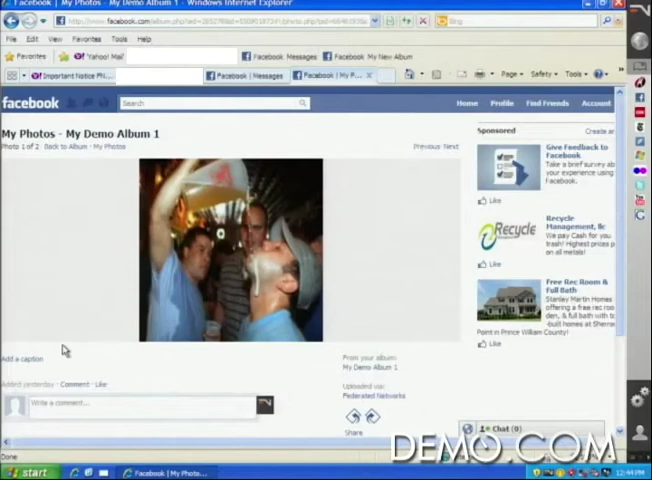 Facebook | My Photos - My Demo Album 1 - Windows Internet Explorer
Bing
File Edit View Favorites Tools Help
Favorites Yahoo! Mail Facebook Messages Facebook My New Album
Important Notice Facebook | Messages Facebook | My P...
Page Safety Tools
facebook Search Home Profile Find Friends Account
My Photos - My Demo Album 1
Photo 1 of 2 Back to Album · My Photos Previous Next
Sponsored
Give Feedback to
Facebook
Take a brief survey ab
your experience using
Facebook.
Like
Recycle
Recycle
Management, llc
We pay Cash for you
trash! Highest prices p
all metals!
Like
Free Rec Room &
Full Bath
Stanley Martin Homes
offering a free rec roo
den, & full bath with to
-built homes at Sherro
Point in Prince William County!
Like
Add a caption
From your album:
My Demo Album 1
Added yesterday · Comment · Like
Uploaded via:
Federated Networks
Write a comment...
Share
Chat (0)
Done
DEMO.COM
start Facebook | My Photo... 12:44 PM